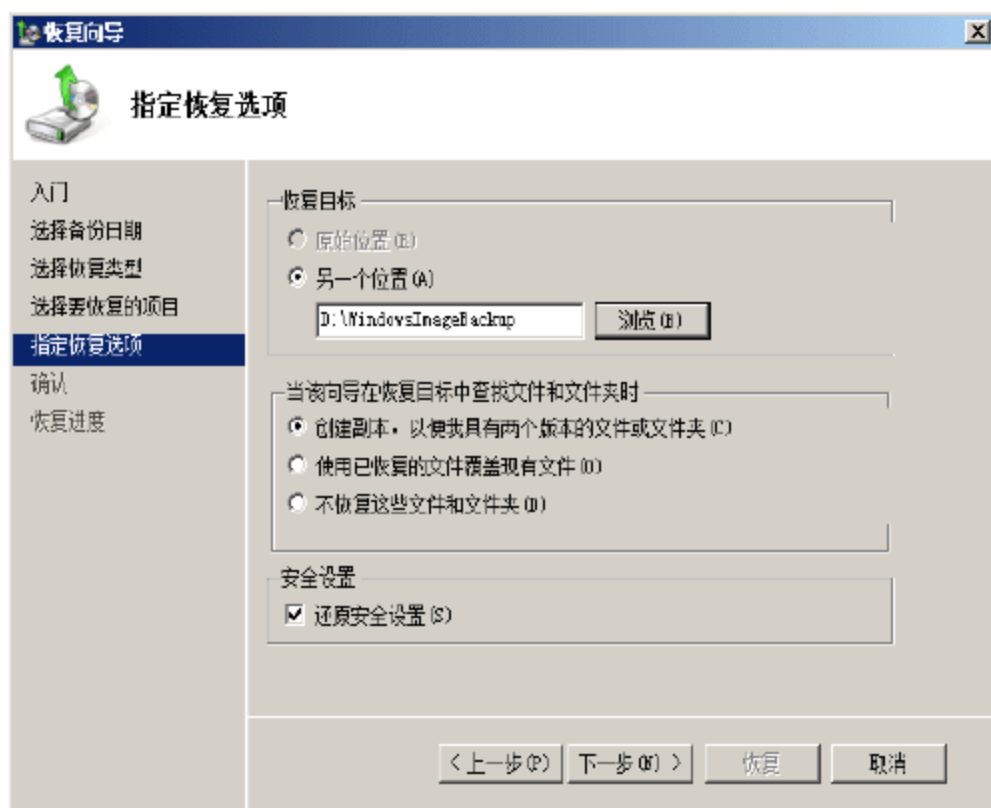 恢复向导
指定恢复选项
入门
选择备份日期
选择恢复类型
选择要恢复的项目
指定恢复选项
确认
恢复进度
恢复目标
原始位置(R)
另一个位置(A)
D:\WindowsImageBackup
浏览(B)
当该向导在恢复目标中查找文件和文件夹时
创建副本，以便我具有两个版本的文件或文件夹(C)
使用已恢复的文件覆盖现有文件(O)
不恢复这些文件和文件夹(D)
安全设置
还原安全设置(S)
< 上一步(P)
下一步(N) >
恢复
取消